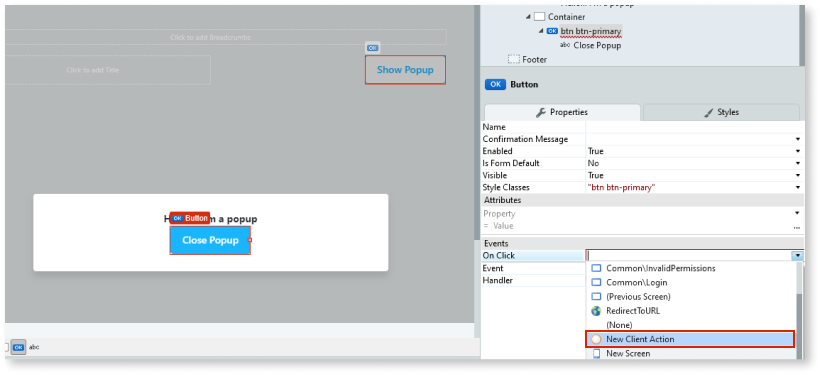 Container
OK btn btn-primary
abc Close Popup
Footer
Click to add Breadcrumbs
OK
Click to add Title
Show Popup
OK Button
Properties
Styles
Name
Confirmation Message
Enabled True
Is Form Default No
Visible True
Style Classes "btn btn-primary"
Attributes
Property
= Value ...
OK Button
m a popup
Close Popup
Events
On Click
Event
Handler
Common\InvalidPermissions
Common\Login
(Previous Screen)
RedirectToURL
(None)
New Client Action
New Screen
OK abc